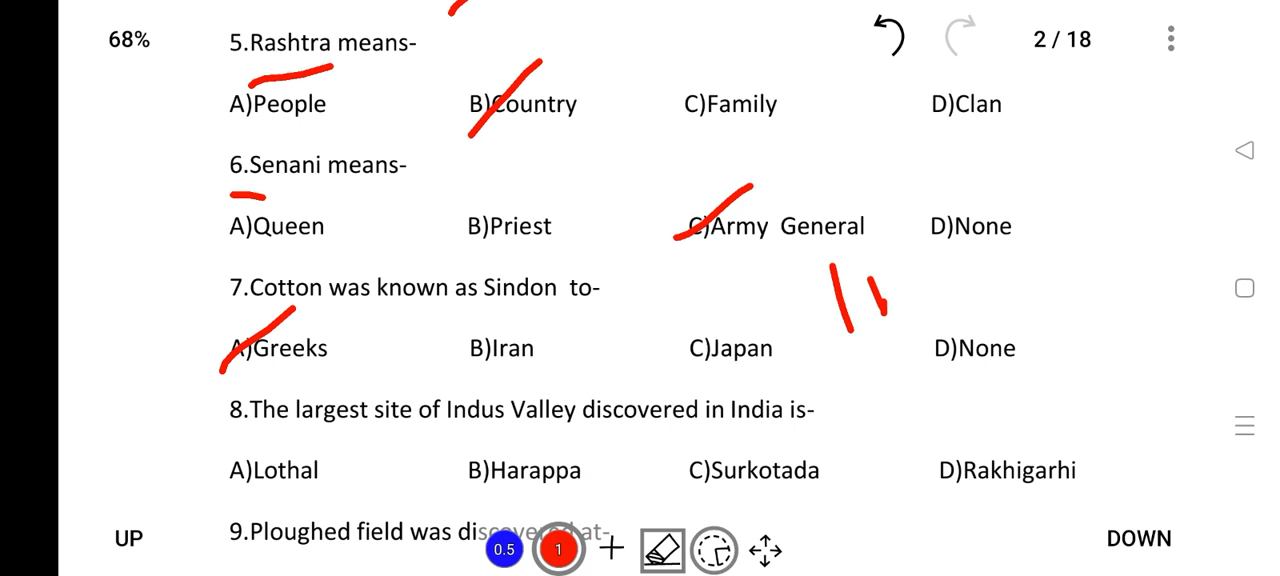 68%
2 / 18
5.Rashtra means-
A)People B)Country C)Family D)Clan
6.Senani means-
A)Queen B)Priest C)Army General D)None
7.Cotton was known as Sindon to-
A)Greeks B)Iran C)Japan D)None
8.The largest site of Indus Valley discovered in India is-
A)Lothal B)Harappa C)Surkotada D)Rakhigarhi
9.Ploughed field was discovered at-
UP 0.5 1 DOWN